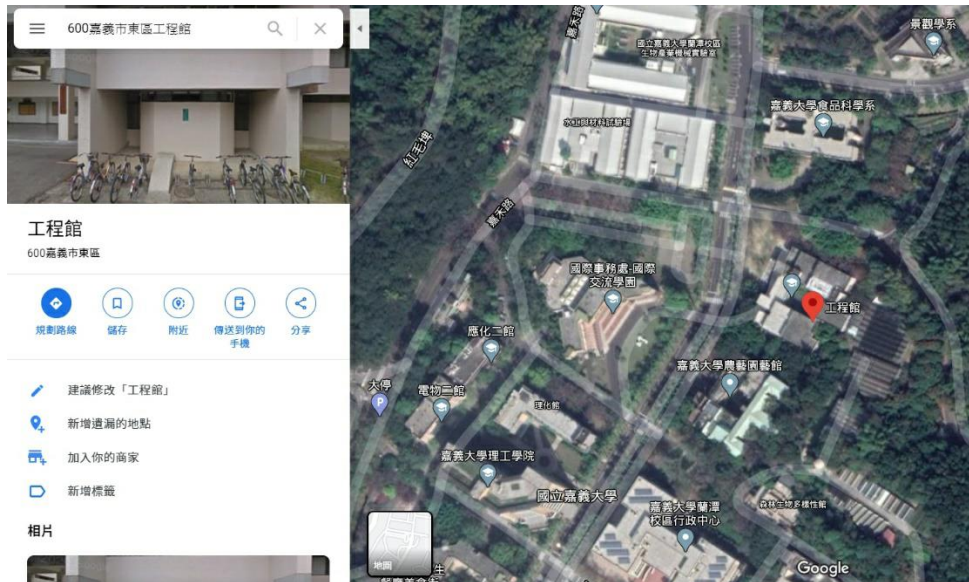 600嘉義市東區工程館
工程館
600嘉義市東區
規劃路線
儲存
附近
傳送到你的
手機
分享
建議修改「工程館」
新增遺漏的地點
加入你的商家
新增標籤
相片
景觀學系
嘉禾路
國立嘉義大學蘭潭校區
生物產業機械實驗室
嘉義大學食品科學系
水工與材料試驗場
紅毛埤
嘉禾路
國際事務處-國際
交流學園
工程館
應化二館
嘉義大學農藝園藝館
大停
P
電物二館
理化館
嘉義大學理工學院
國立嘉義大學
嘉義大學蘭潭
校區行政中心
森林生物多樣性館
地圖
Google